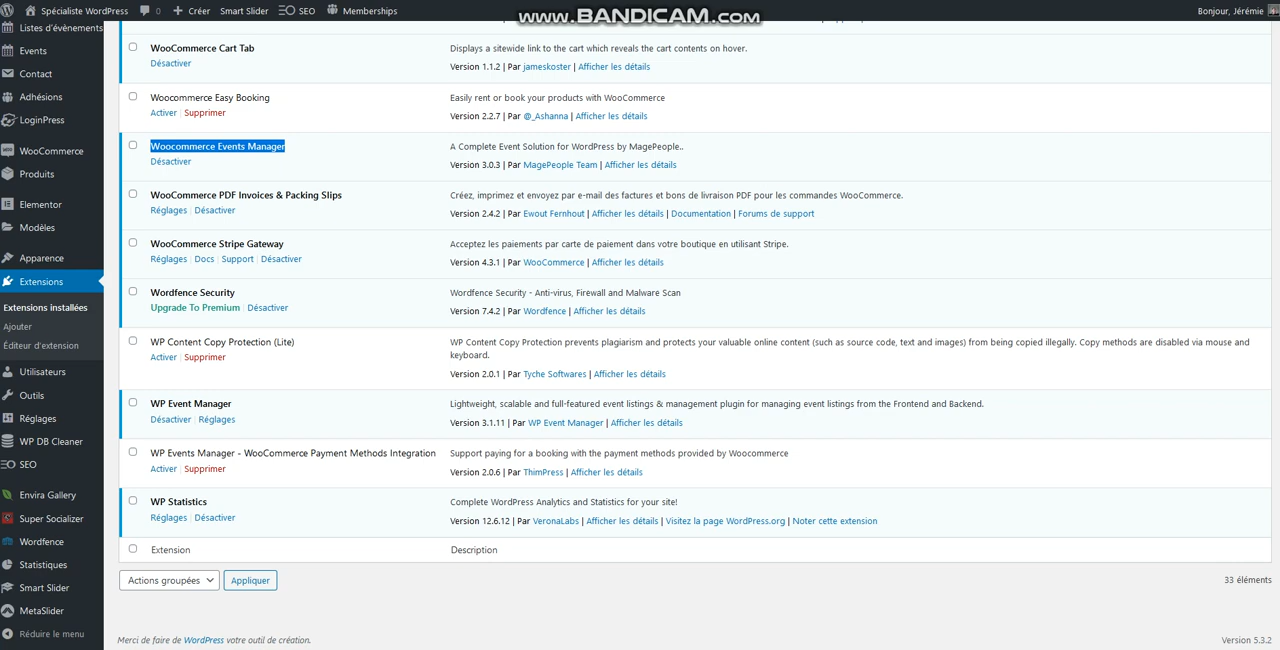 Spécialiste WordPress
0
Créer
Smart Slider
SEO
Memberships
www.BANDICAM.com
Bonjour, Jérémie
Listes d'évènements
Events
Contact
Adhésions
LoginPress
WooCommerce
Produits
Elementor
Modèles
Apparence
Extensions
Extensions installées
Ajouter
Éditeur d'extension
Utilisateurs
Outils
Réglages
WP DB Cleaner
SEO
Envira Gallery
Super Socializer
Wordfence
Statistiques
Smart Slider
MetaSlider
Réduire le menu
WooCommerce Cart Tab
Désactiver
Displays a sitewide link to the cart which reveals the cart contents on hover.
Version 1.1.2 | Par jameskoster | Afficher les détails
Woocommerce Easy Booking
Activer | Supprimer
Easily rent or book your products with WooCommerce
Version 2.2.7 | Par @_Ashanna | Afficher les détails
Woocommerce Events Manager
Désactiver
A Complete Event Solution for WordPress by MagePeople..
Version 3.0.3 | Par MagePeople Team | Afficher les détails
WooCommerce PDF Invoices & Packing Slips
Réglages | Désactiver
Créez, imprimez et envoyez par e-mail des factures et bons de livraison PDF pour les commandes WooCommerce.
Version 2.4.2 | Par Ewout Fernhout | Afficher les détails | Documentation | Forums de support
WooCommerce Stripe Gateway
Réglages | Docs | Support | Désactiver
Acceptez les paiements par carte de paiement dans votre boutique en utilisant Stripe.
Version 4.3.1 | Par WooCommerce | Afficher les détails
Wordfence Security
Upgrade To Premium | Désactiver
Wordfence Security - Anti-virus, Firewall and Malware Scan
Version 7.4.2 | Par Wordfence | Afficher les détails
WP Content Copy Protection (Lite)
Activer | Supprimer
WP Content Copy Protection prevents plagiarism and protects your valuable online content (such as source code, text and images) from being copied illegally. Copy methods are disabled via mouse and
keyboard.
Version 2.0.1 | Par Tyche Softwares | Afficher les détails
WP Event Manager
Désactiver | Réglages
Lightweight, scalable and full-featured event listings & management plugin for managing event listings from the Frontend and Backend.
Version 3.1.11 | Par WP Event Manager | Afficher les détails
WP Events Manager - WooCommerce Payment Methods Integration
Activer | Supprimer
Support paying for a booking with the payment methods provided by Woocommerce
Version 2.0.6 | Par ThimPress | Afficher les détails
WP Statistics
Réglages | Désactiver
Complete WordPress Analytics and Statistics for your site!
Version 12.6.12 | Par VeronaLabs | Afficher les détails | Visitez la page WordPress.org | Noter cette extension
Extension
Description
Actions groupées
Appliquer
33 éléments
Merci de faire de WordPress votre outil de création.
Version 5.3.2